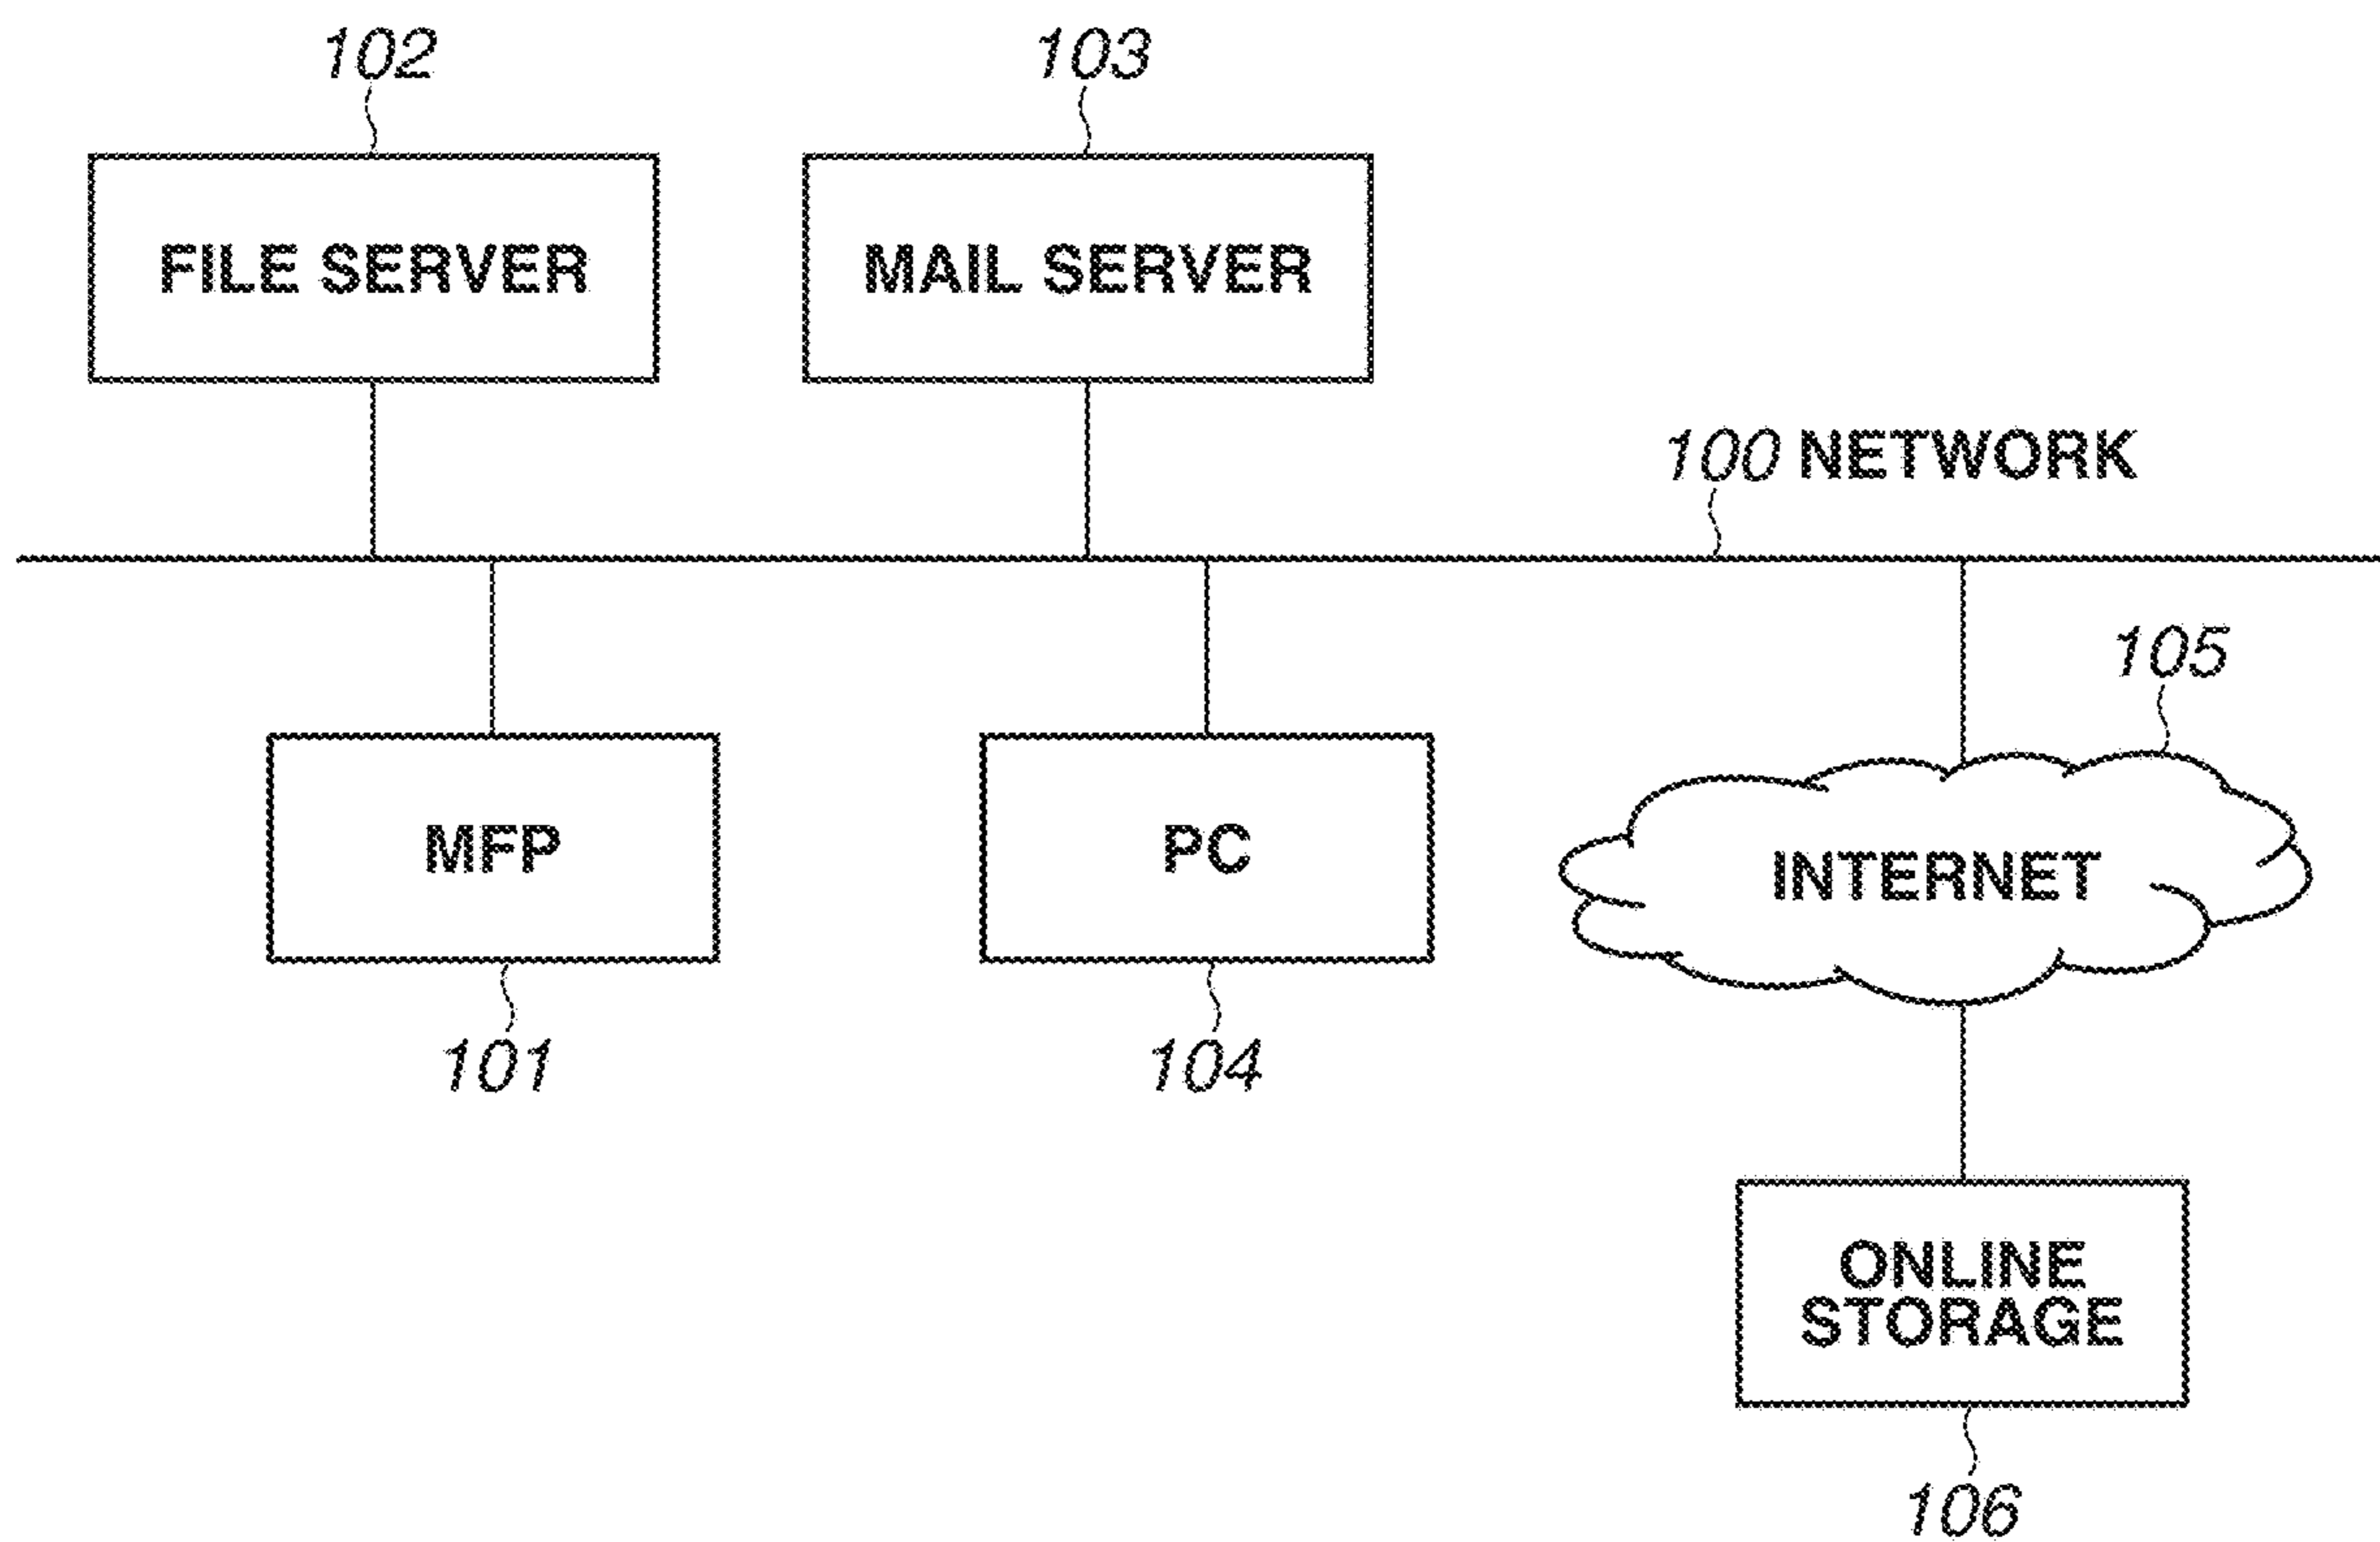 102
103
FILE SERVER
MAIL SERVER
100 NETWORK
105
MFP
PC
INTERNET
101
104
ONLINE
STORAGE
106